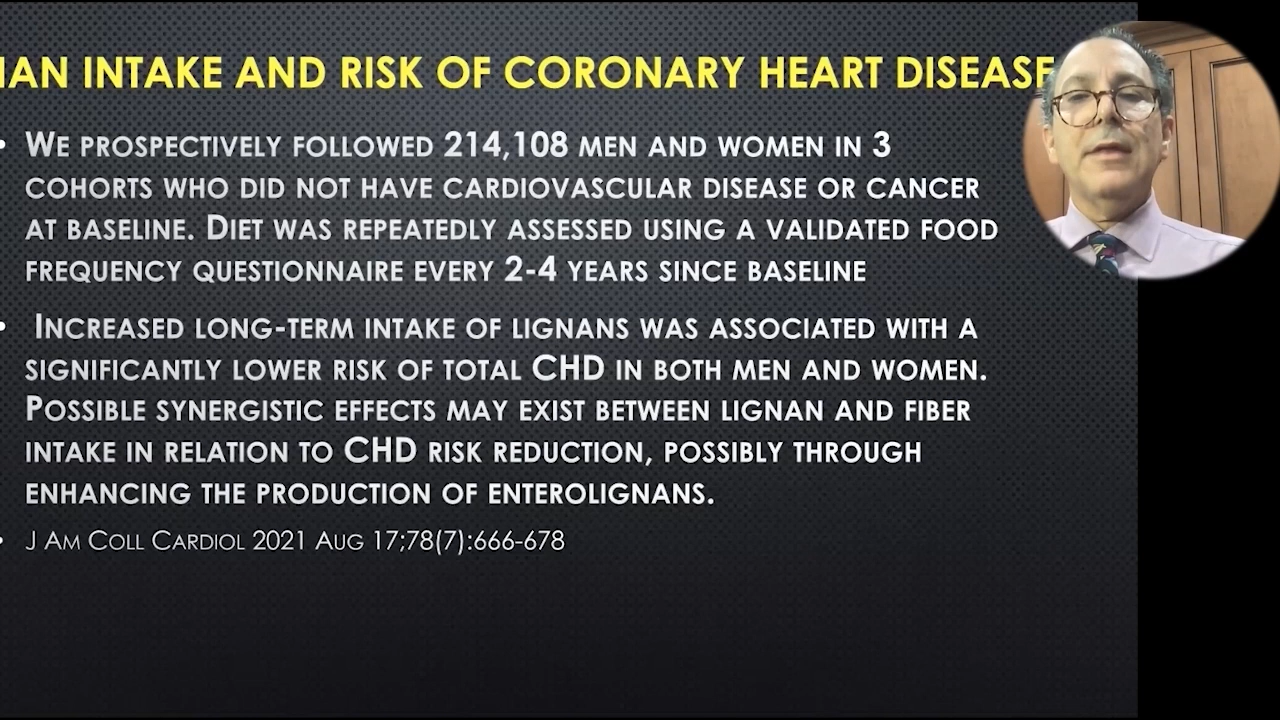 IAN INTAKE AND RISK OF CORONARY HEART DISEASE
• WE PROSPECTIVELY FOLLOWED 214,108 MEN AND WOMEN IN 3
COHORTS WHO DID NOT HAVE CARDIOVASCULAR DISEASE OR CANCER
AT BASELINE. DIET WAS REPEATEDLY ASSESSED USING A VALIDATED FOOD
FREQUENCY QUESTIONNAIRE EVERY 2-4 YEARS SINCE BASELINE
• INCREASED LONG-TERM INTAKE OF LIGNANS WAS ASSOCIATED WITH A
SIGNIFICANTLY LOWER RISK OF TOTAL CHD IN BOTH MEN AND WOMEN.
POSSIBLE SYNERGISTIC EFFECTS MAY EXIST BETWEEN LIGNAN AND FIBER
INTAKE IN RELATION TO CHD RISK REDUCTION, POSSIBLY THROUGH
ENHANCING THE PRODUCTION OF ENTEROLIGNANS.
• J AM COLL CARDIOL 2021 AUG 17;78(7):666-678